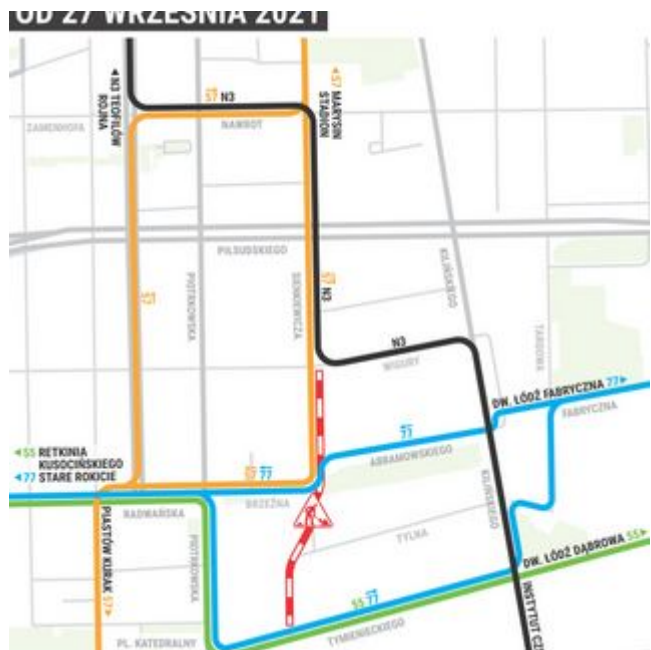 OD 27 WRZEŚNIA 2021
◄N3 TEOFILÓW
ROJNA
57 N3
◄57 MARYSIN
STADION
ZAMENHOFA
NAWROT
PIŁSUDSKIEGO
KILIŃSKIEGO
57
PIOTRKOWSKA
SIENKIEWICZA
57 N3
TARGOWA
N3
WIGURY
DW. ŁÓDŹ FABRYCZNA 77►
FABRYCZNA
77
ABRAMOWSKIEGO
◄55 RETKINIA
KUSOCIŃSKIEGO
◄77 STARE ROKICIE
57 77
BRZEŹNA
RADWAŃSKA
KILIŃSKIEGO
PIASTÓW KURAK 57►
PIOTRKOWSKA
TYLNA
DW. ŁÓDŹ DĄBROWA 55►
55 77
TYMIENIECKIEGO
PL. KATEDRALNY
INSTYTUT